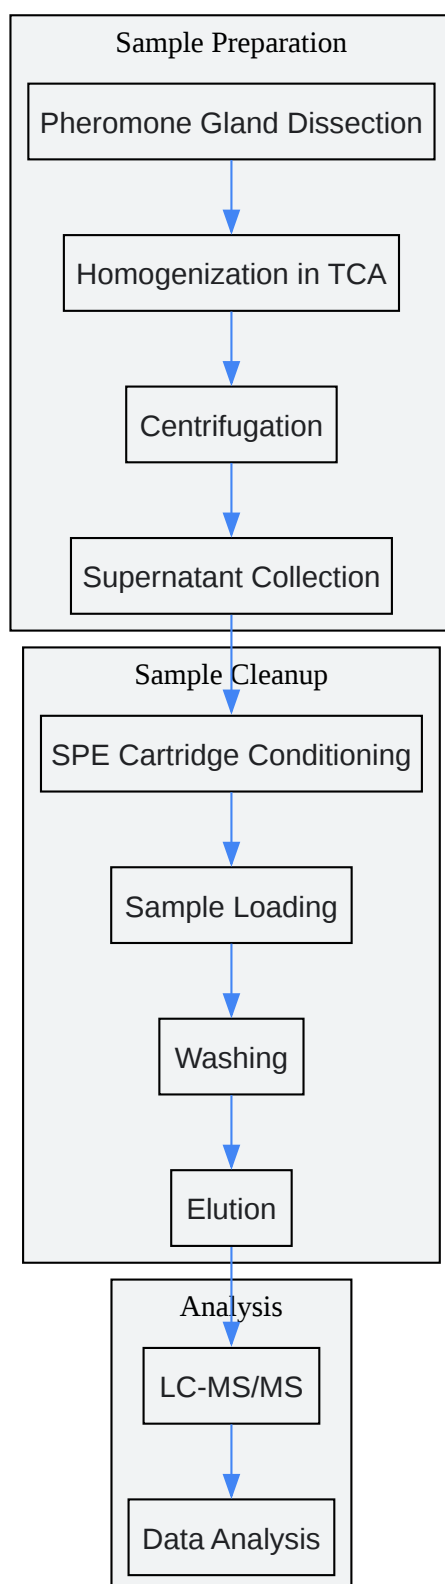 Sample Preparation
Pheromone Gland Dissection
Homogenization in TCA
Centrifugation
Supernatant Collection
Sample Cleanup
SPE Cartridge Conditioning
Sample Loading
Washing
Elution
Analysis
LC-MS/MS
Data Analysis